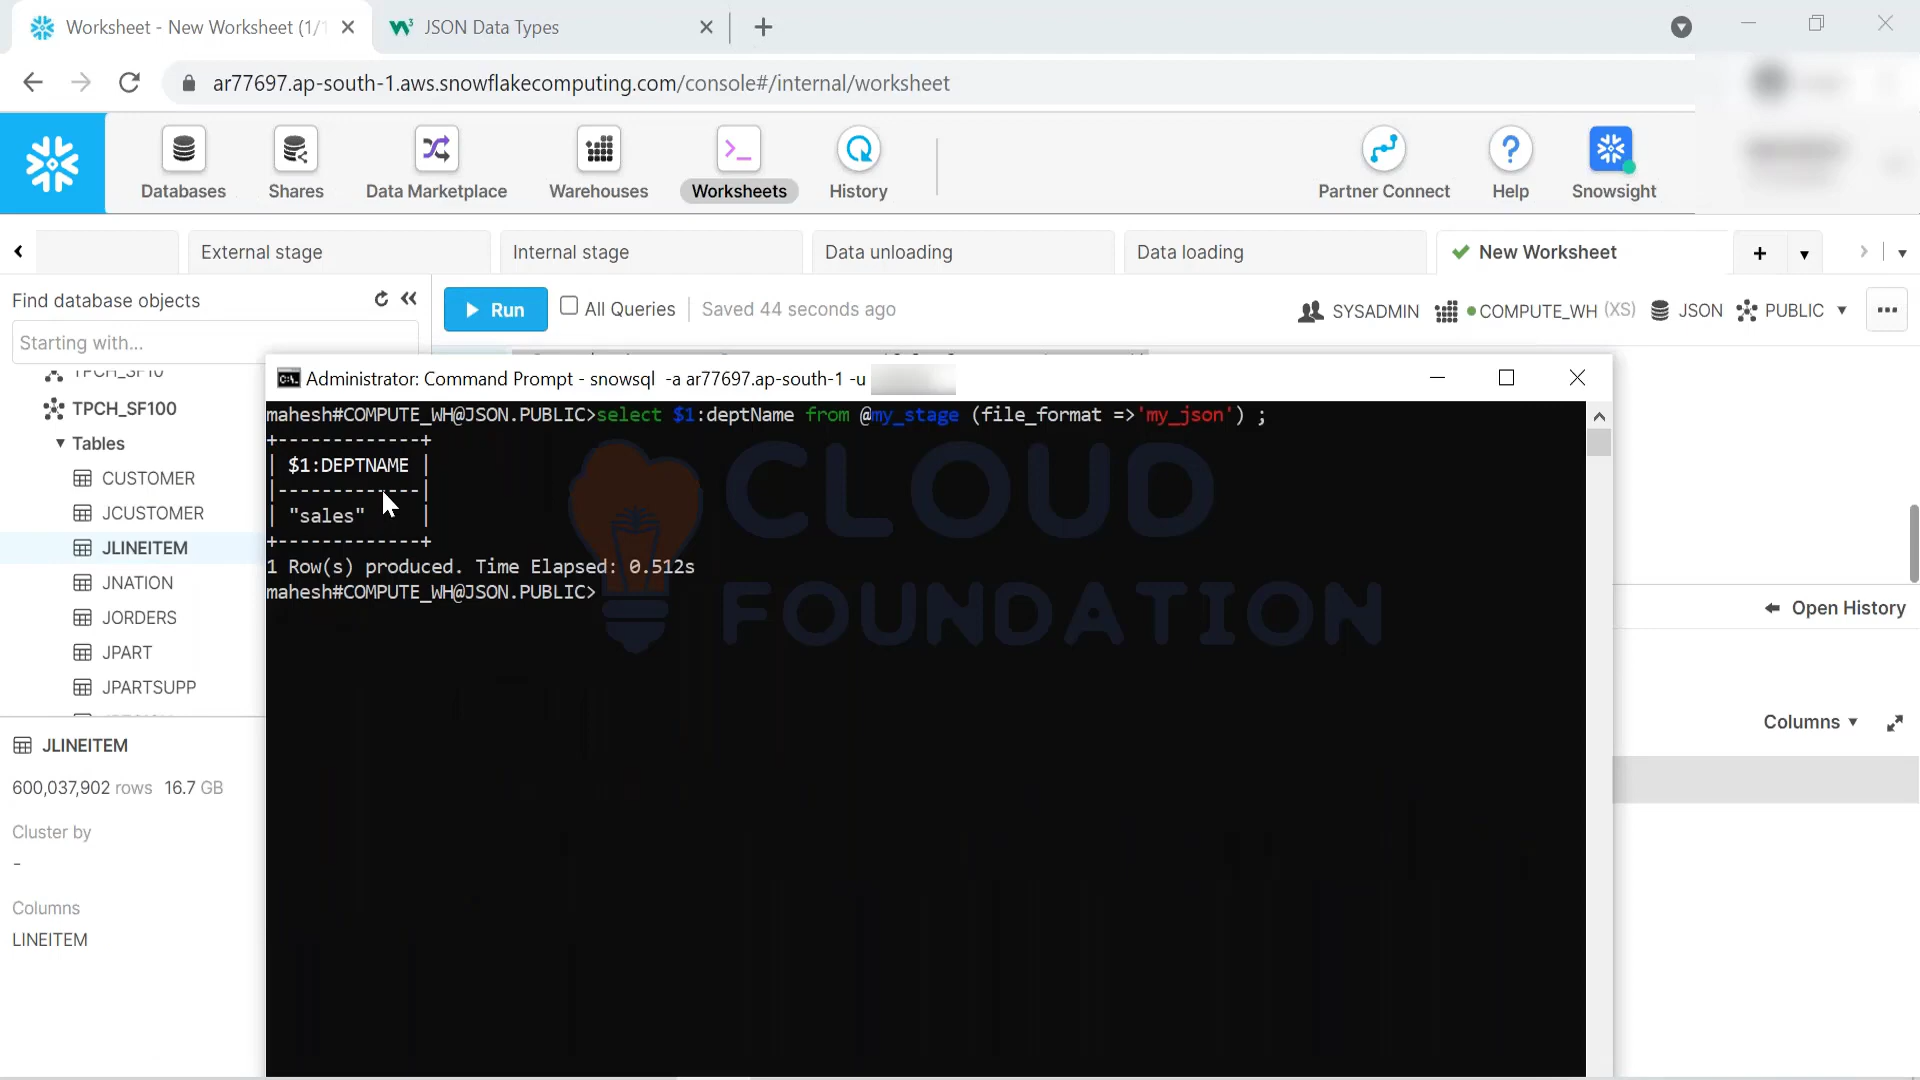 Worksheet - New Worksheet (1/1
JSON Data Types
ar77697.ap-south-1.aws.snowflakecomputing.com/console#/internal/worksheet
Databases
Shares
Data Marketplace
Warehouses
Worksheets
History
Partner Connect
Help
Snowsight
External stage
Internal stage
Data unloading
Data loading
New Worksheet
Find database objects
Starting with...
Run
All Queries
Saved 44 seconds ago
SYSADMIN
COMPUTE_WH (XS)
JSON
PUBLIC
TPCH_SF10
TPCH_SF100
Tables
CUSTOMER
JCUSTOMER
JLINEITEM
JNATION
JORDERS
JPART
JPARTSUPP
JLINEITEM
600,037,902 rows 16.7 GB
Cluster by
-
Columns
LINEITEM
Administrator: Command Prompt - snowsql -a ar77697.ap-south-1 -u
mahesh#COMPUTE_WH@JSON.PUBLIC>select $1:deptName from @my_stage (file_format =>'my_json') ;
+-------------+
| $1:DEPTNAME |
|-------------|
| "sales"     |
+-------------+
1 Row(s) produced. Time Elapsed: 0.512s
mahesh#COMPUTE_WH@JSON.PUBLIC>
CLOUD
FOUNDATION
Open History
Columns